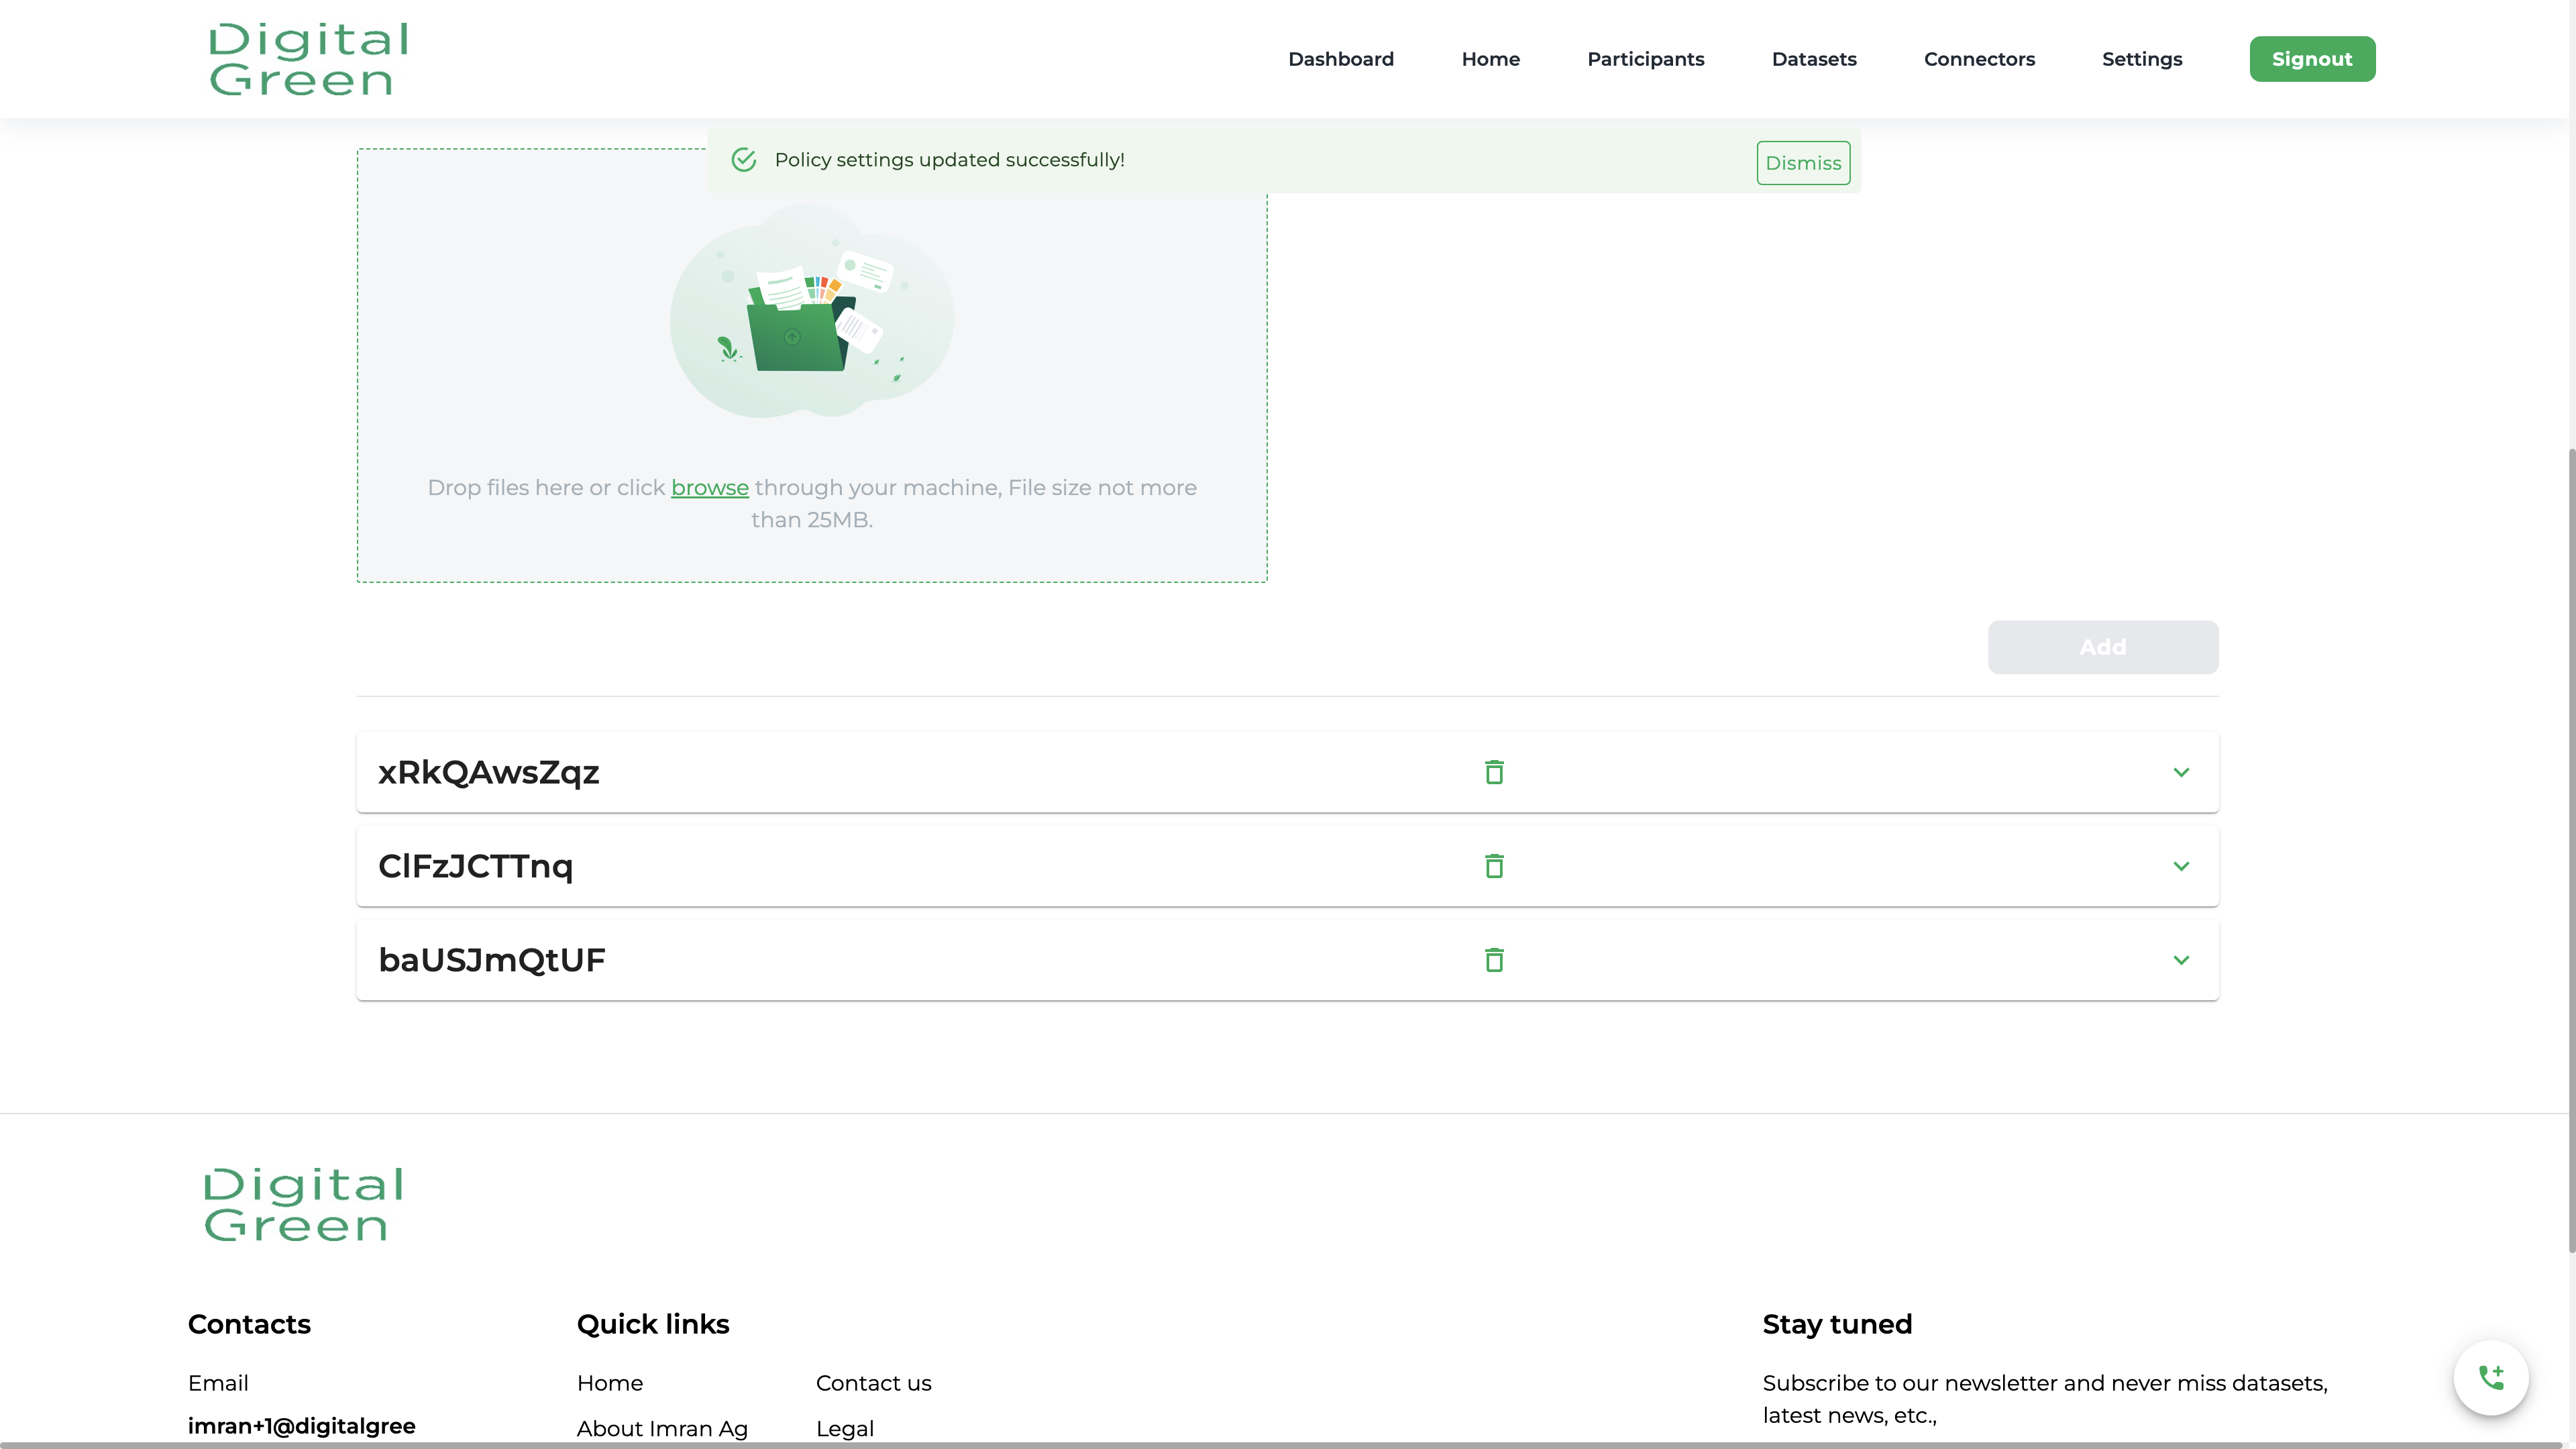 Digital
Green
Dashboard
Home
Participants
Datasets
Connectors
Settings
Signout
Policy settings updated successfully!
Dismiss
Drop files here or click browse through your machine, File size not more
than 25MB.
Add
xRkQAwsZqz
ClFzJCTTnq
baUSJmQtUF
Digital
Green
Contacts
Email
imran+1@digitalgree
Quick links
Home
Contact us
About Imran Ag
Legal
Stay tuned
Subscribe to our newsletter and never miss datasets,
latest news, etc.,